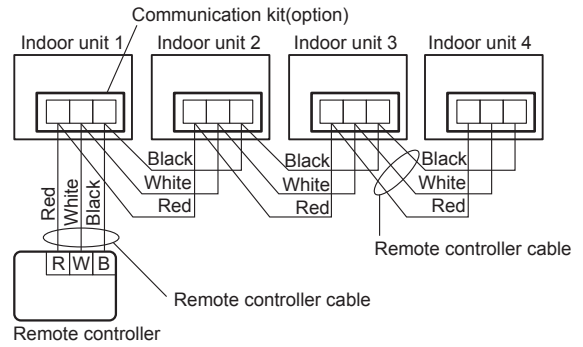 Communication kit(option)
Indoor unit 1
Indoor unit 2
Indoor unit 3
Indoor unit 4
Black
Black
Black
White
White
White
Red
Red
Red
Red
White
Black
Remote controller cable
R W B
Remote controller cable
Remote controller